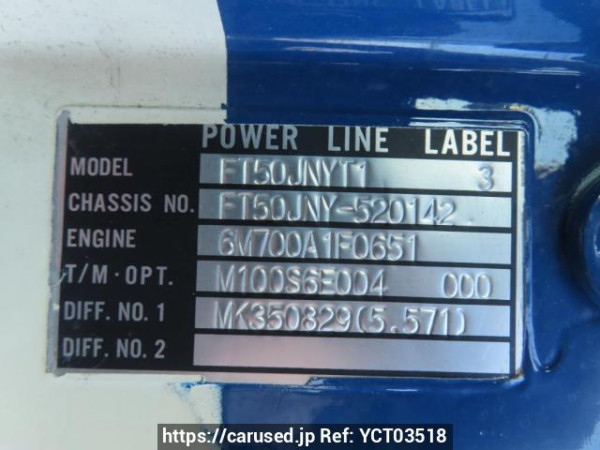 POWER LINE LABEL
MODEL FT50JNYT1 3
CHASSIS NO. FT50JNY-520142
ENGINE 6M700A1F0651
T/M·OPT. M100S6E004 000
DIFF. NO. 1 MK350829(5.571)
DIFF. NO. 2
https://carused.jp Ref: YCT03518